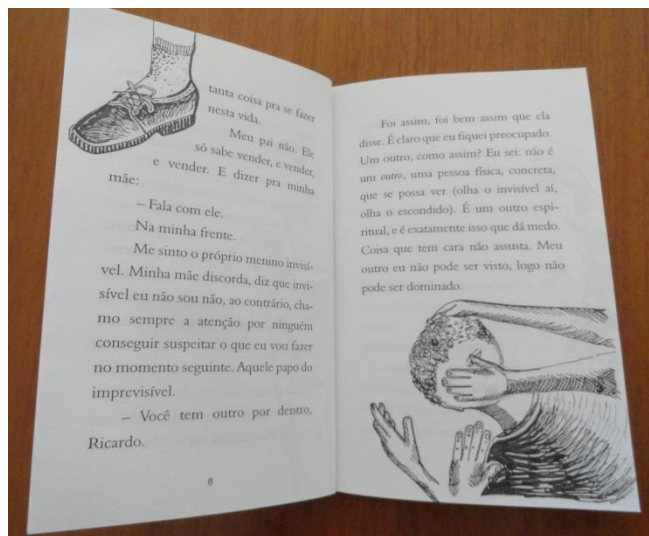 tanta coisa pra se fazer
nesta vida.
Meu pai não. Ele
só sabe vender, e vender,
e vender. E dizer pra minha
mãe:
– Fala com ele.
Na minha frente.
Me sinto o próprio menino invisí-
vel. Minha mãe discorda, diz que invi-
sível eu não sou não, ao contrário, cha-
mo sempre a atenção por ninguém
conseguir suspeitar o que eu vou fazer
no momento seguinte. Aquele papo do
imprevisível.
– Você tem outro por dentro,
Ricardo.
8
Foi assim, foi bem assim que ela
disse. É claro que eu fiquei preocupado.
Um outro, como assim? Eu sei: não é
um outro, uma pessoa física, concreta,
que se possa ver (olha o invisível aí,
olha o escondido). É um outro espi-
ritual, e é exatamente isso que dá medo.
Coisa que tem cara não assusta. Meu
outro eu não pode ser visto, logo não
pode ser dominado.